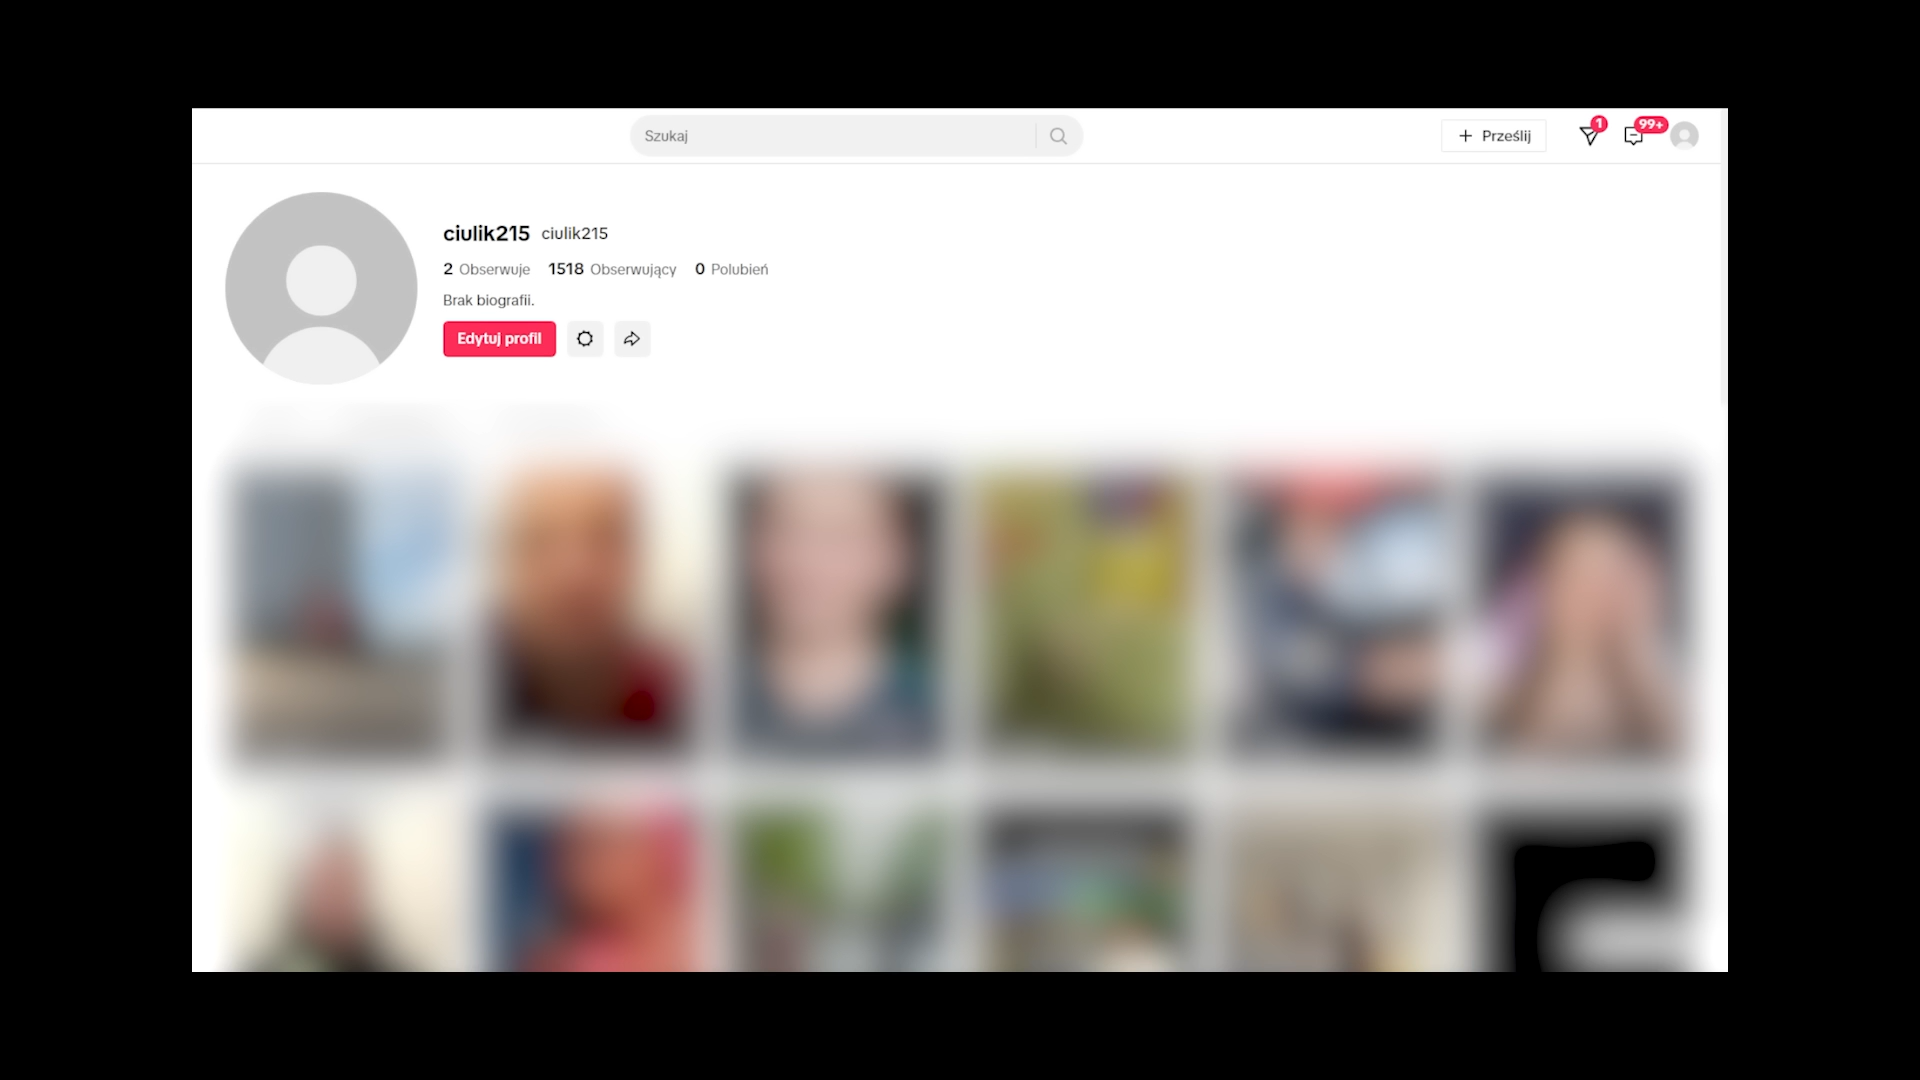 Szukaj
Prześlij
1
99+
ciulik215 ciulik215
2 Obserwuje 1518 Obserwujący 0 Polubień
Brak biografii.
Edytuj profil